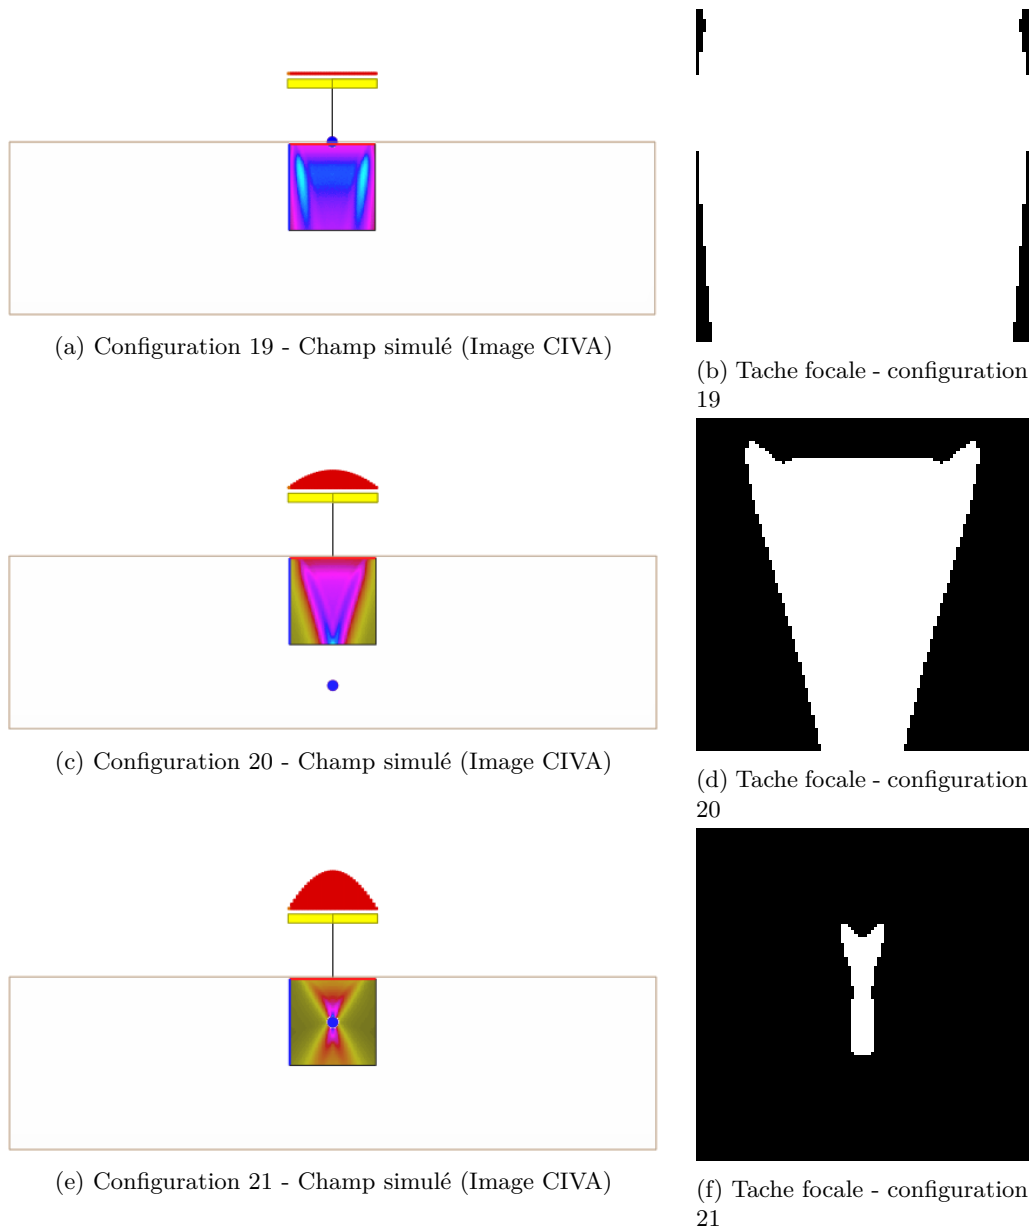 (a) Configuration 19 - Champ simulé (Image CIVA)
(b) Tache focale - configuration
19
(c) Configuration 20 - Champ simulé (Image CIVA)
(d) Tache focale - configuration
20
(e) Configuration 21 - Champ simulé (Image CIVA)
(f) Tache focale - configuration
21